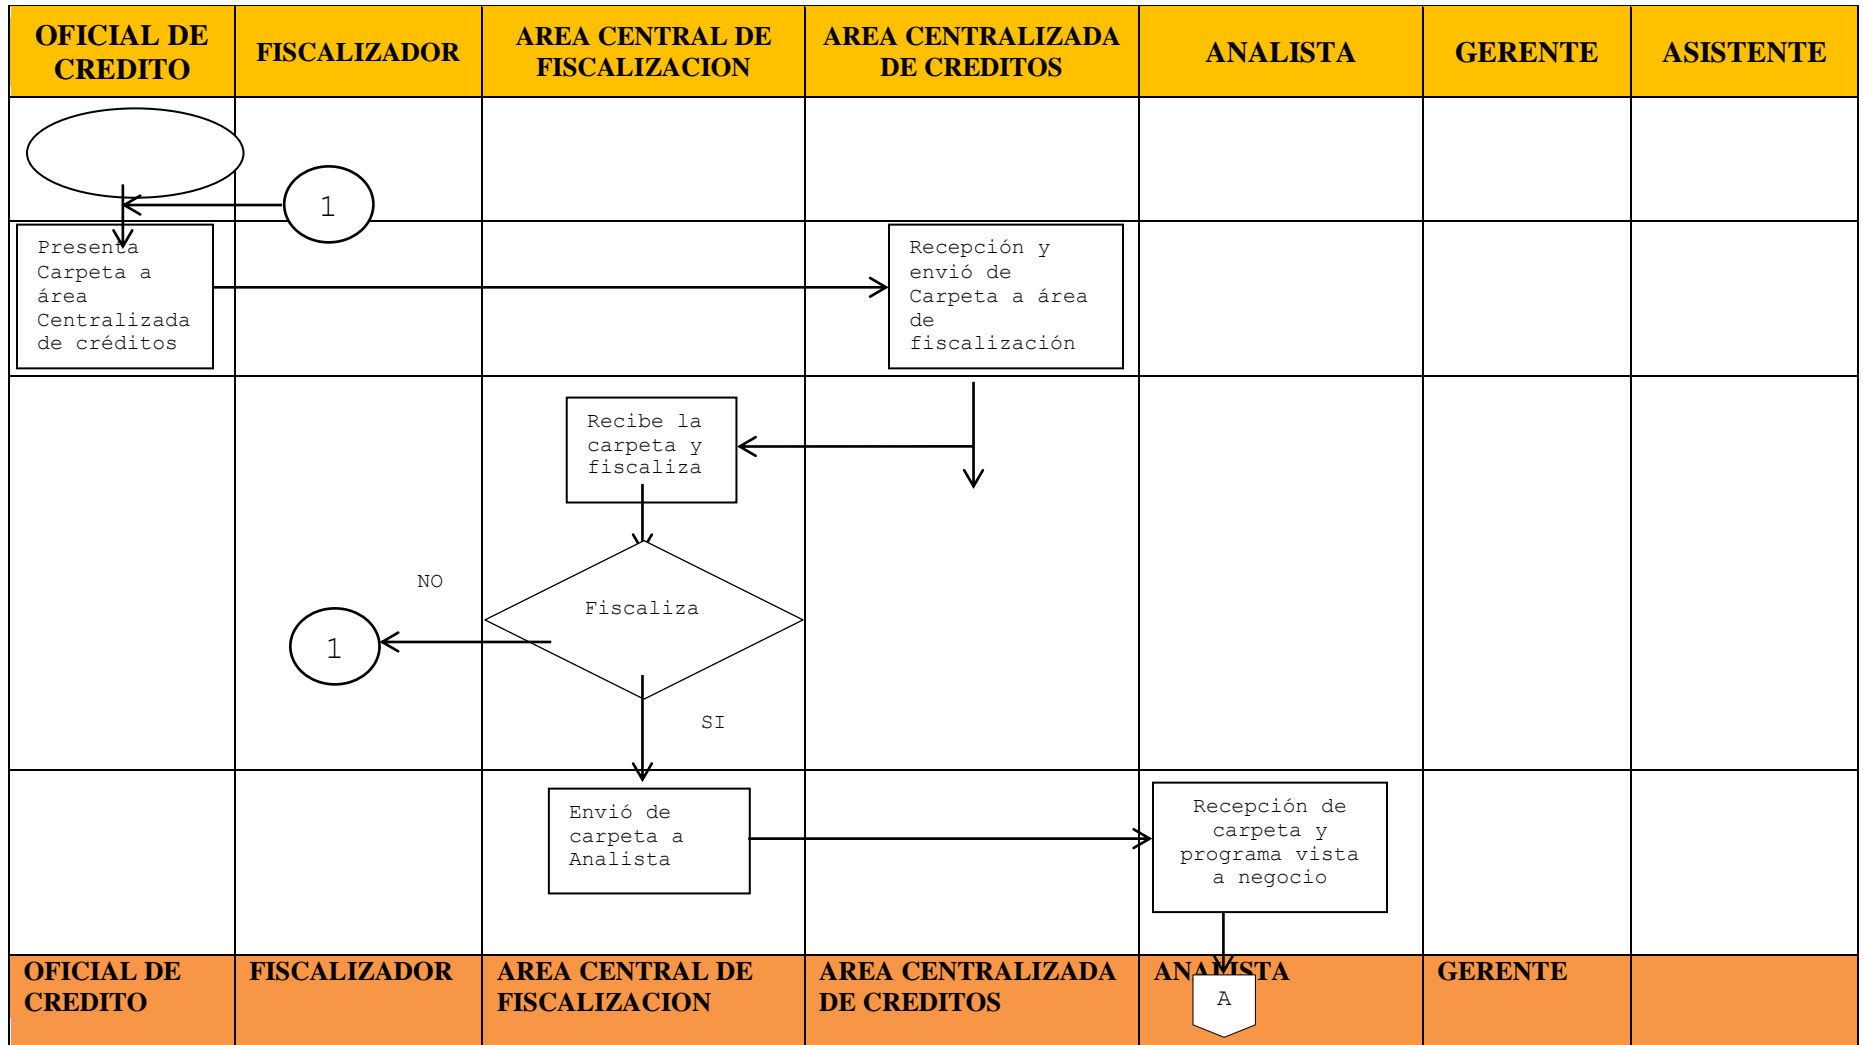 OFICIAL DE
CREDITO
FISCALIZADOR
AREA CENTRAL DE
FISCALIZACION
AREA CENTRALIZADA
DE CREDITOS
ANALISTA
GERENTE
ASISTENTE
1
Presenta
Carpeta a
área
Centralizada
de créditos
Recepción y
envió de
Carpeta a área
de
fiscalización
Recibe la
carpeta y
fiscaliza
NO
Fiscaliza
1
SI
Envió de
carpeta a
Analista
Recepción de
carpeta y
programa vista
a negocio
OFICIAL DE
CREDITO
FISCALIZADOR
AREA CENTRAL DE
FISCALIZACION
AREA CENTRALIZADA
DE CREDITOS
ANALISTA
A
GERENTE